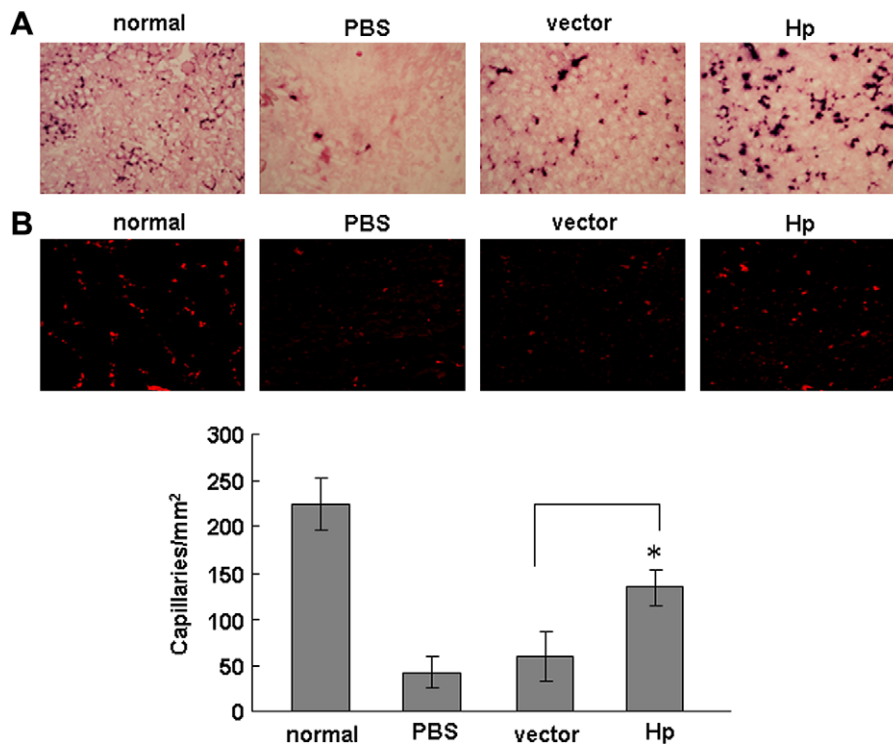 A
normal PBS vector Hp
B
normal PBS vector Hp
Capillaries/mm²
300
250
200
150
100
50
0
*
normal PBS vector Hp